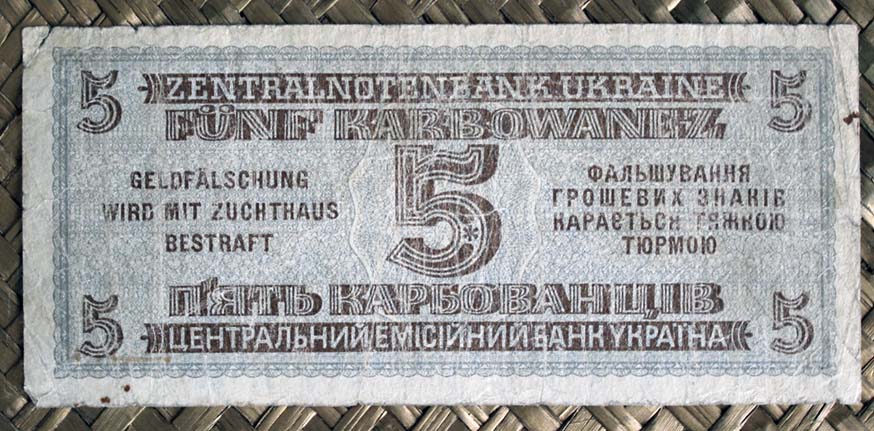 5 ZENTRALNOTENBANK UKRAINE 5
FÜNF KARBOWANEZ
GELDFÄLSCHUNG
WIRD MIT ZUCHTHAUS
BESTRAFT
5
ФАЛЬШУВАННЯ
ГРОШЕВИХ ЗНАКІВ
КАРАЄТЬСЯ ТЯЖКОЮ
ТЮРМОЮ
П'ЯТЬ КАРБОВАНЦІВ
5 ЦЕНТРАЛЬНИЙ ЕМІСІЙНИЙ БАНК УКРАЇНА 5